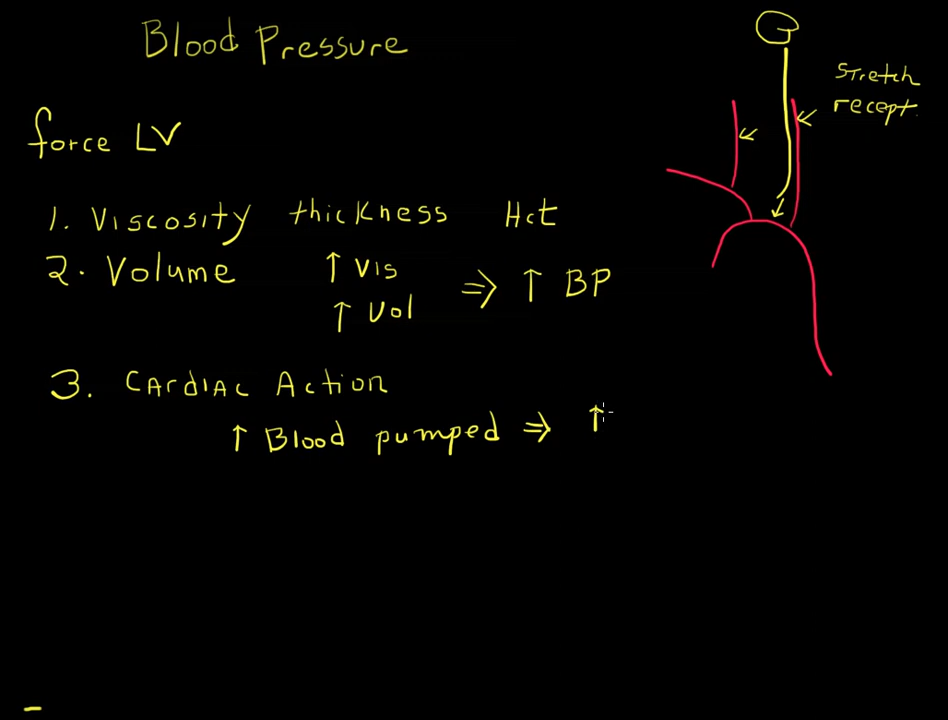 Blood Pressure
Stretch
recept.
force LV
1. Viscosity thickness Hct
2. Volume ↑ Vis
↑ Vol ⇒ ↑ BP
3. Cardiac Action
↑ Blood pumped ⇒ ↑